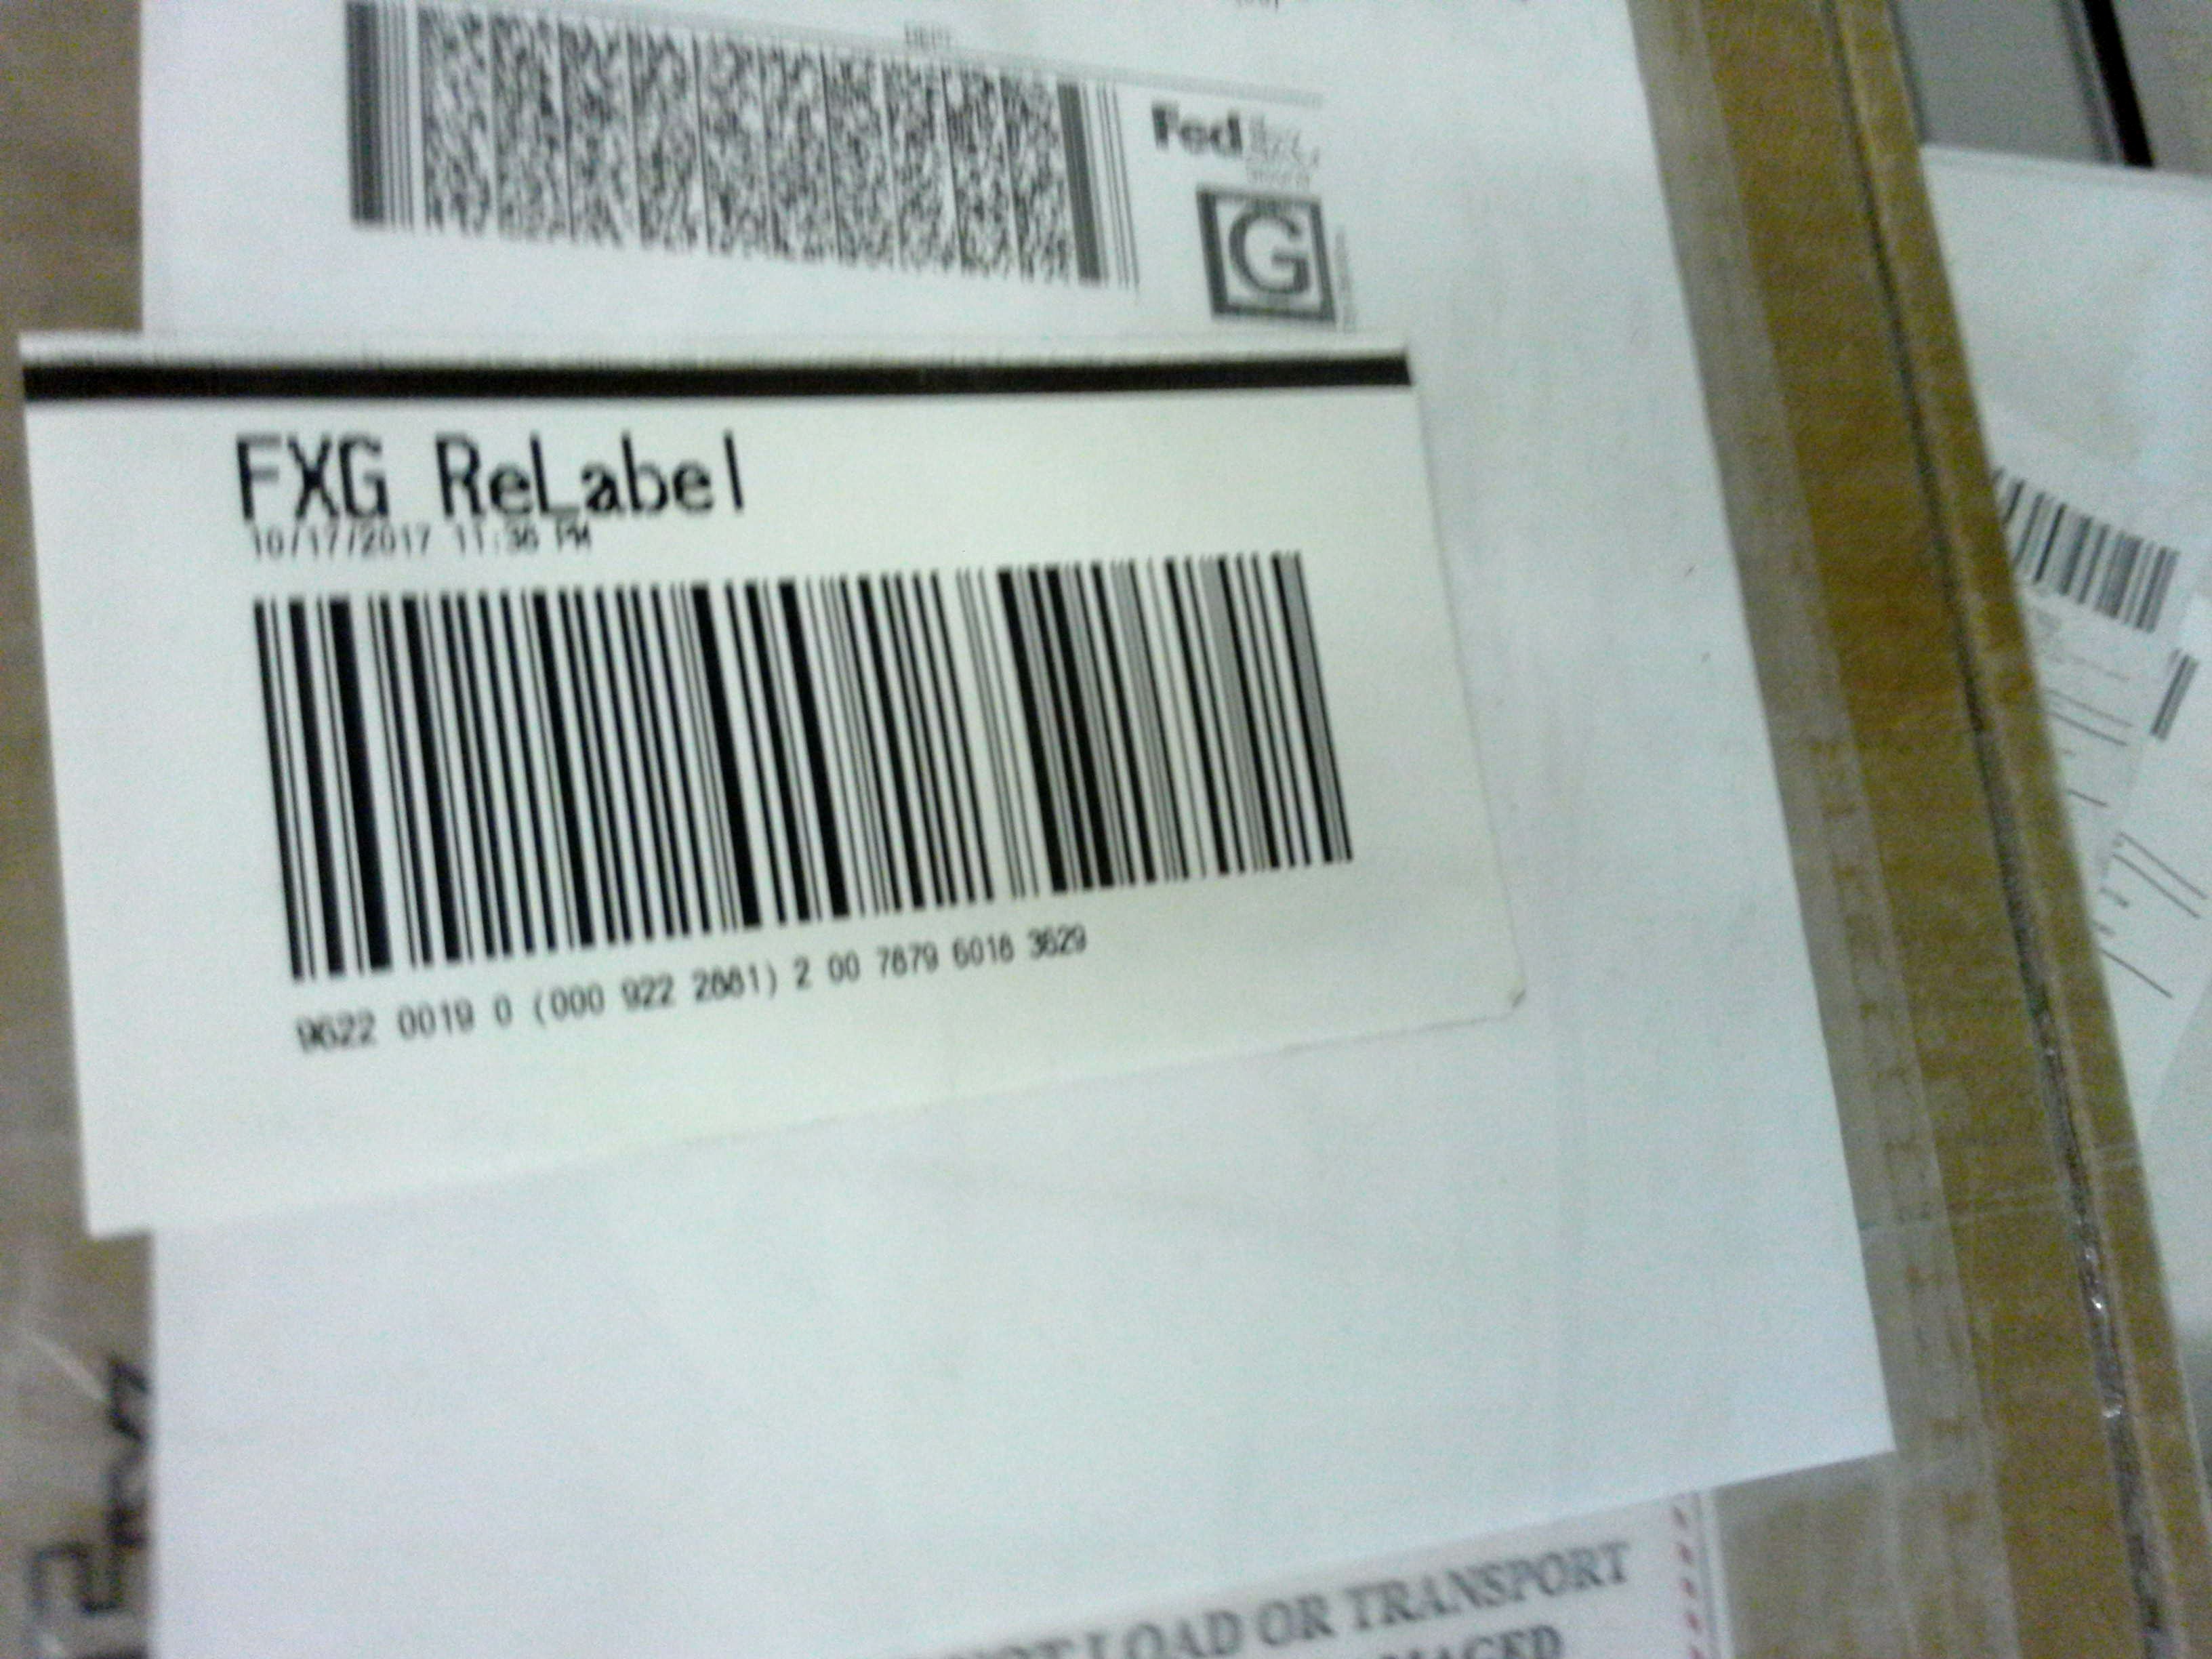 Fed
G
FXG ReLabel
10/17/2017 11:36 PM
9622 0019 0 (000 922 2881) 2 00 7879 6018 3629
LOAD OR TRANSPORT